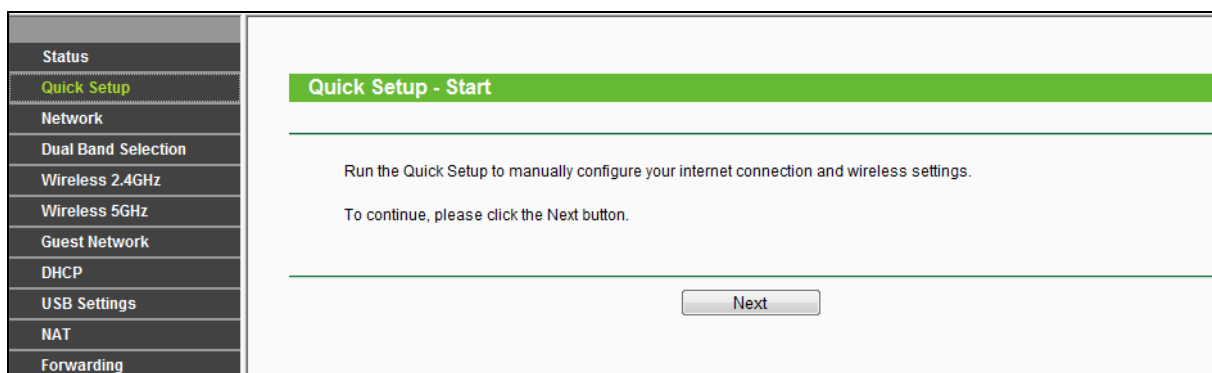 Status
Quick Setup
Network
Dual Band Selection
Wireless 2.4GHz
Wireless 5GHz
Guest Network
DHCP
USB Settings
NAT
Forwarding
Quick Setup - Start
Run the Quick Setup to manually configure your internet connection and wireless settings.
To continue, please click the Next button.
Next